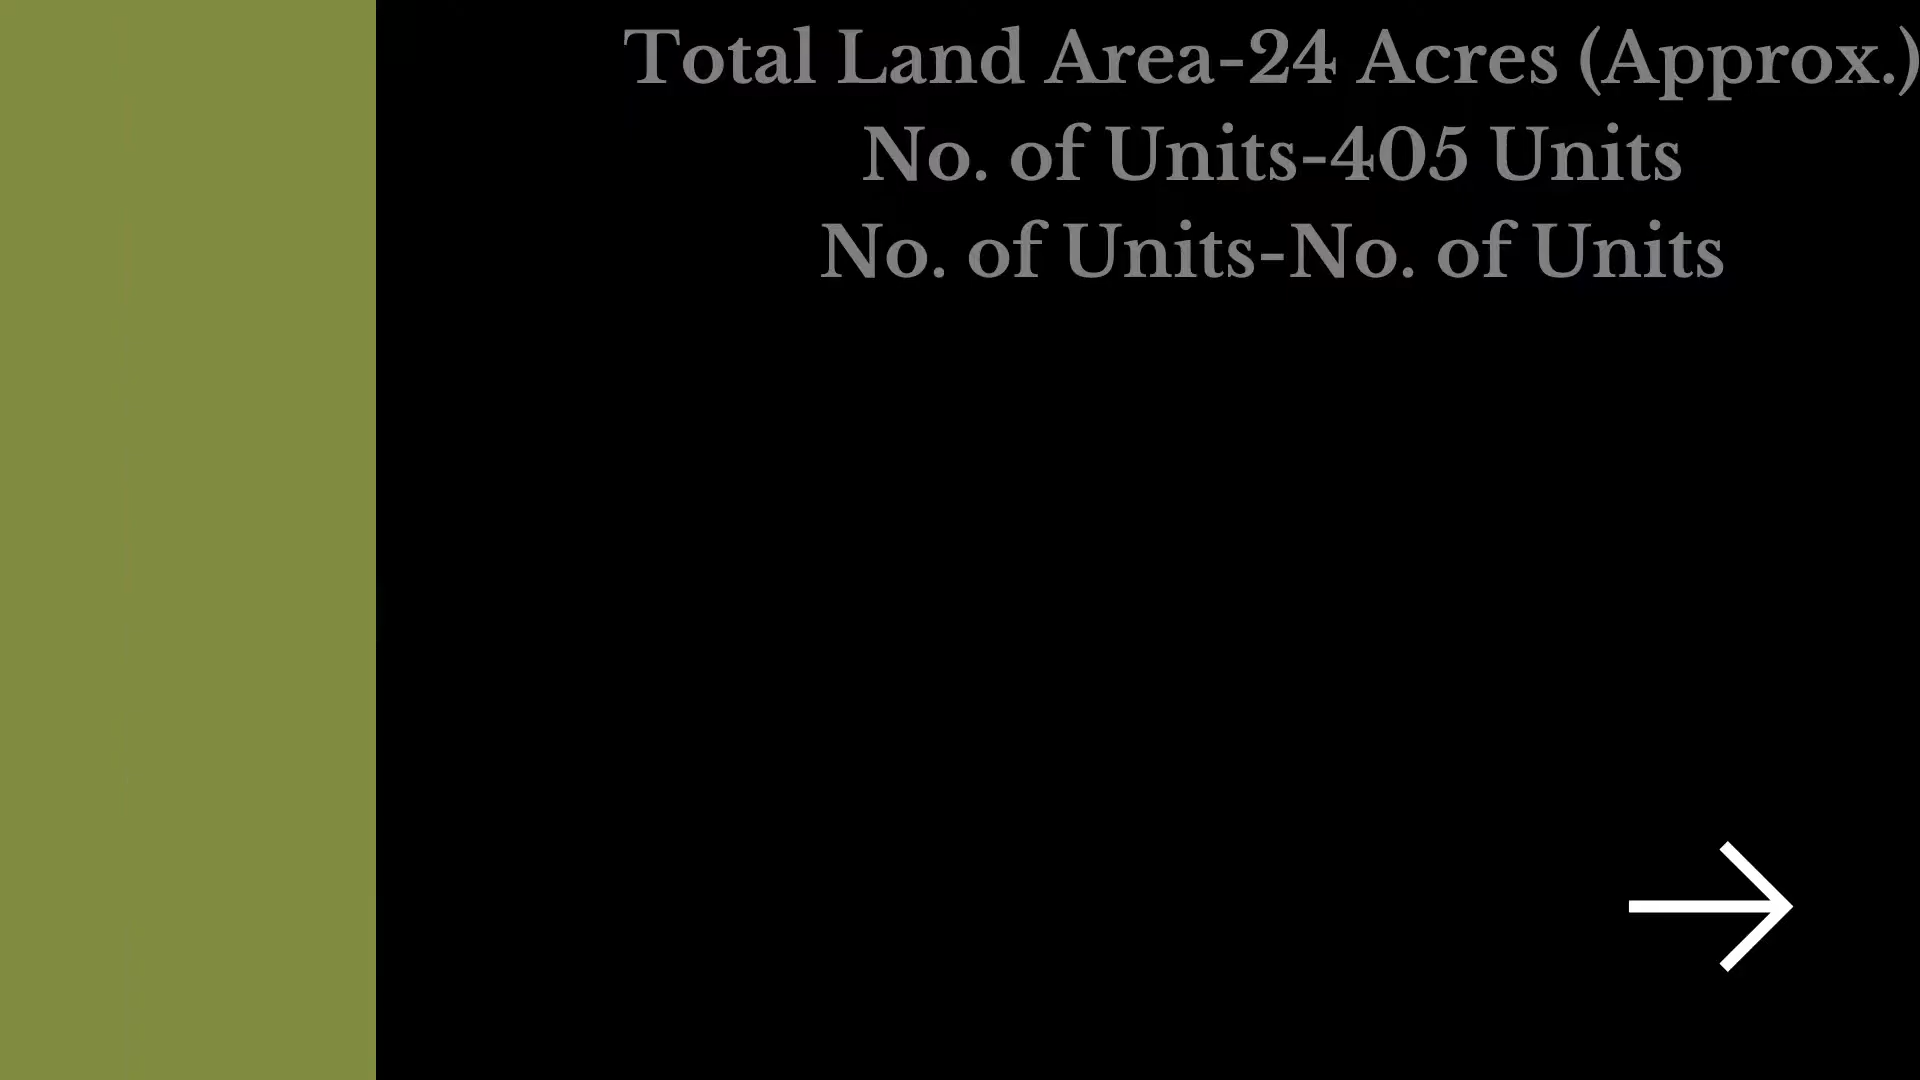 Total Land Area-24 Acres (Approx.)
No. of Units-405 Units
No. of Units-No. of Units